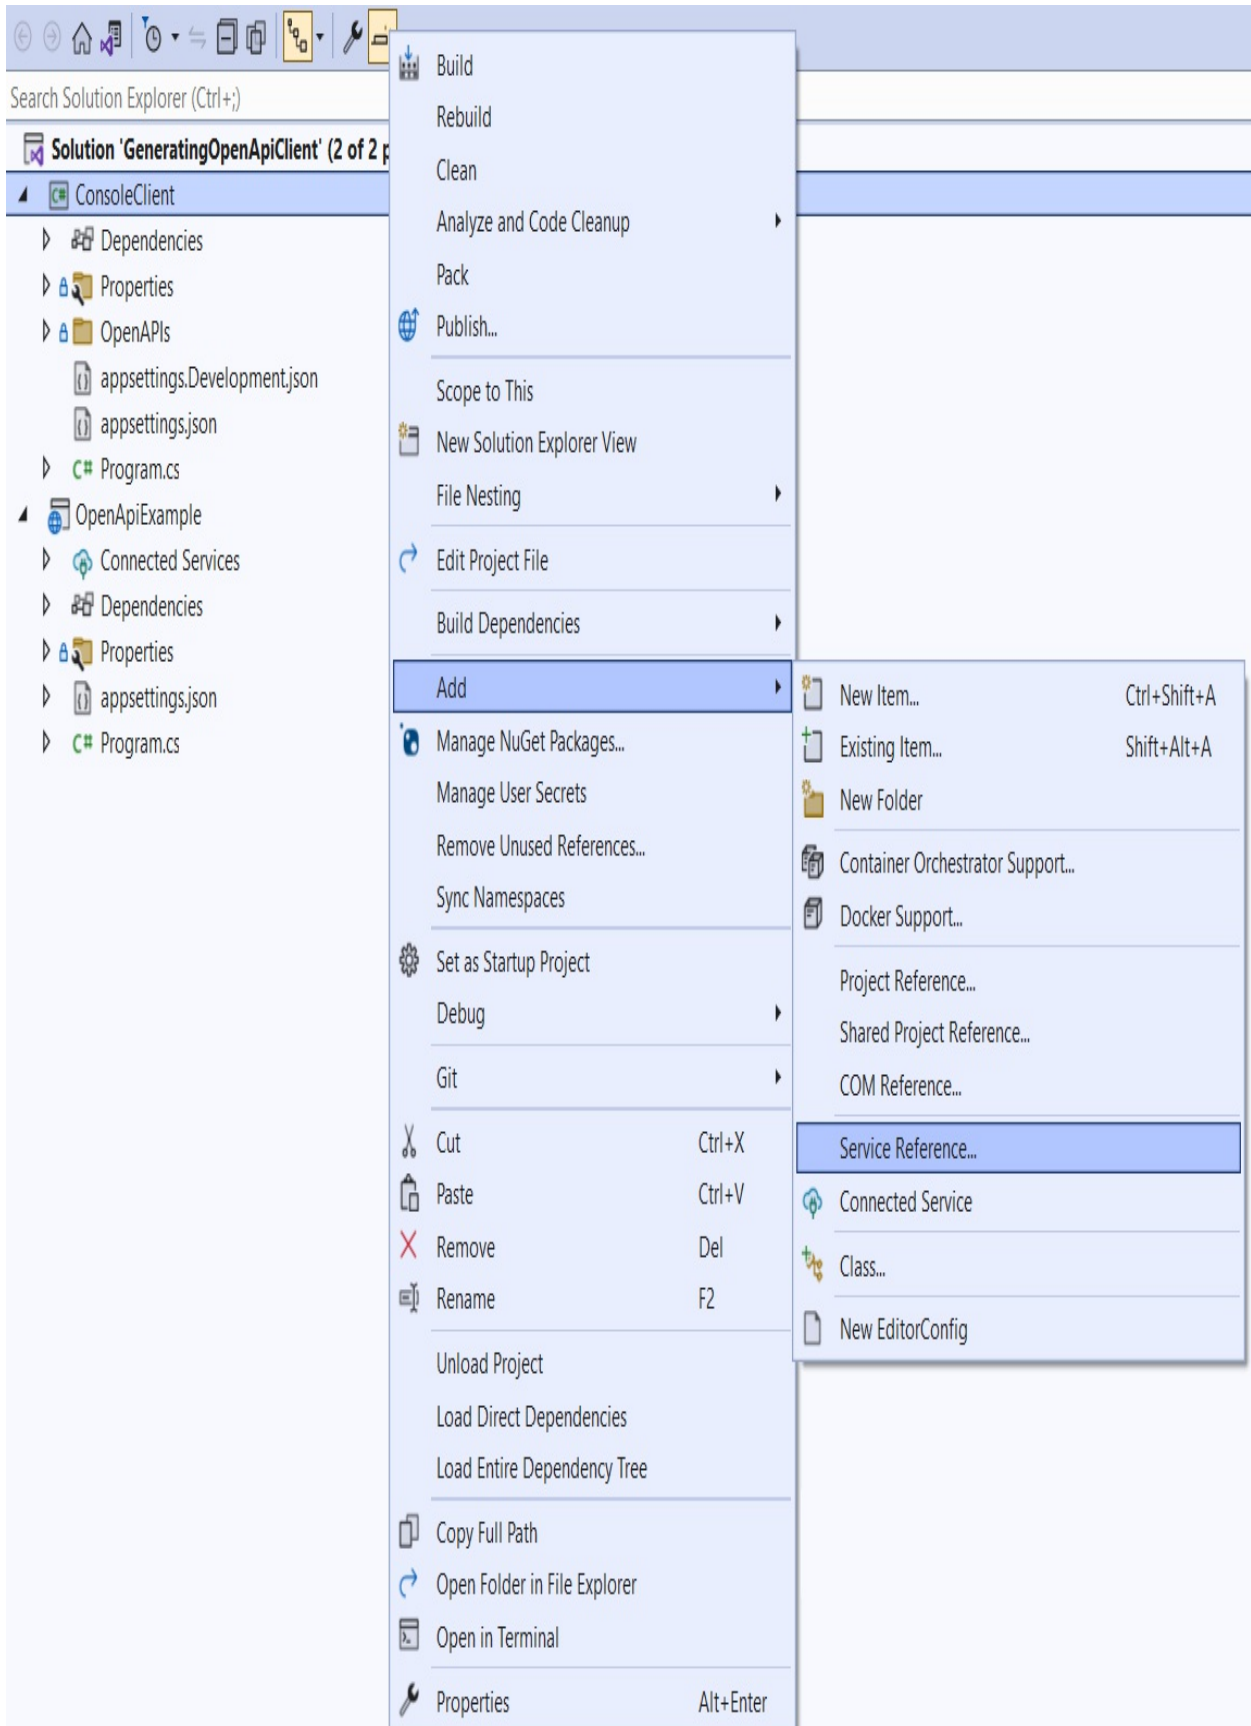 Search Solution Explorer (Ctrl+;)
Solution 'GeneratingOpenApiClient' (2 of 2 p
ConsoleClient
Dependencies
Properties
OpenAPIs
appsettings.Development.json
appsettings.json
C# Program.cs
OpenApiExample
Connected Services
Dependencies
Properties
appsettings.json
C# Program.cs
Build
Rebuild
Clean
Analyze and Code Cleanup
Pack
Publish...
Scope to This
New Solution Explorer View
File Nesting
Edit Project File
Build Dependencies
Add
Manage NuGet Packages...
Manage User Secrets
Remove Unused References...
Sync Namespaces
Set as Startup Project
Debug
Git
Cut Ctrl+X
Paste Ctrl+V
Remove Del
Rename F2
Unload Project
Load Direct Dependencies
Load Entire Dependency Tree
Copy Full Path
Open Folder in File Explorer
Open in Terminal
Properties Alt+Enter
New Item... Ctrl+Shift+A
Existing Item... Shift+Alt+A
New Folder
Container Orchestrator Support...
Docker Support...
Project Reference...
Shared Project Reference...
COM Reference...
Service Reference...
Connected Service
Class...
New EditorConfig